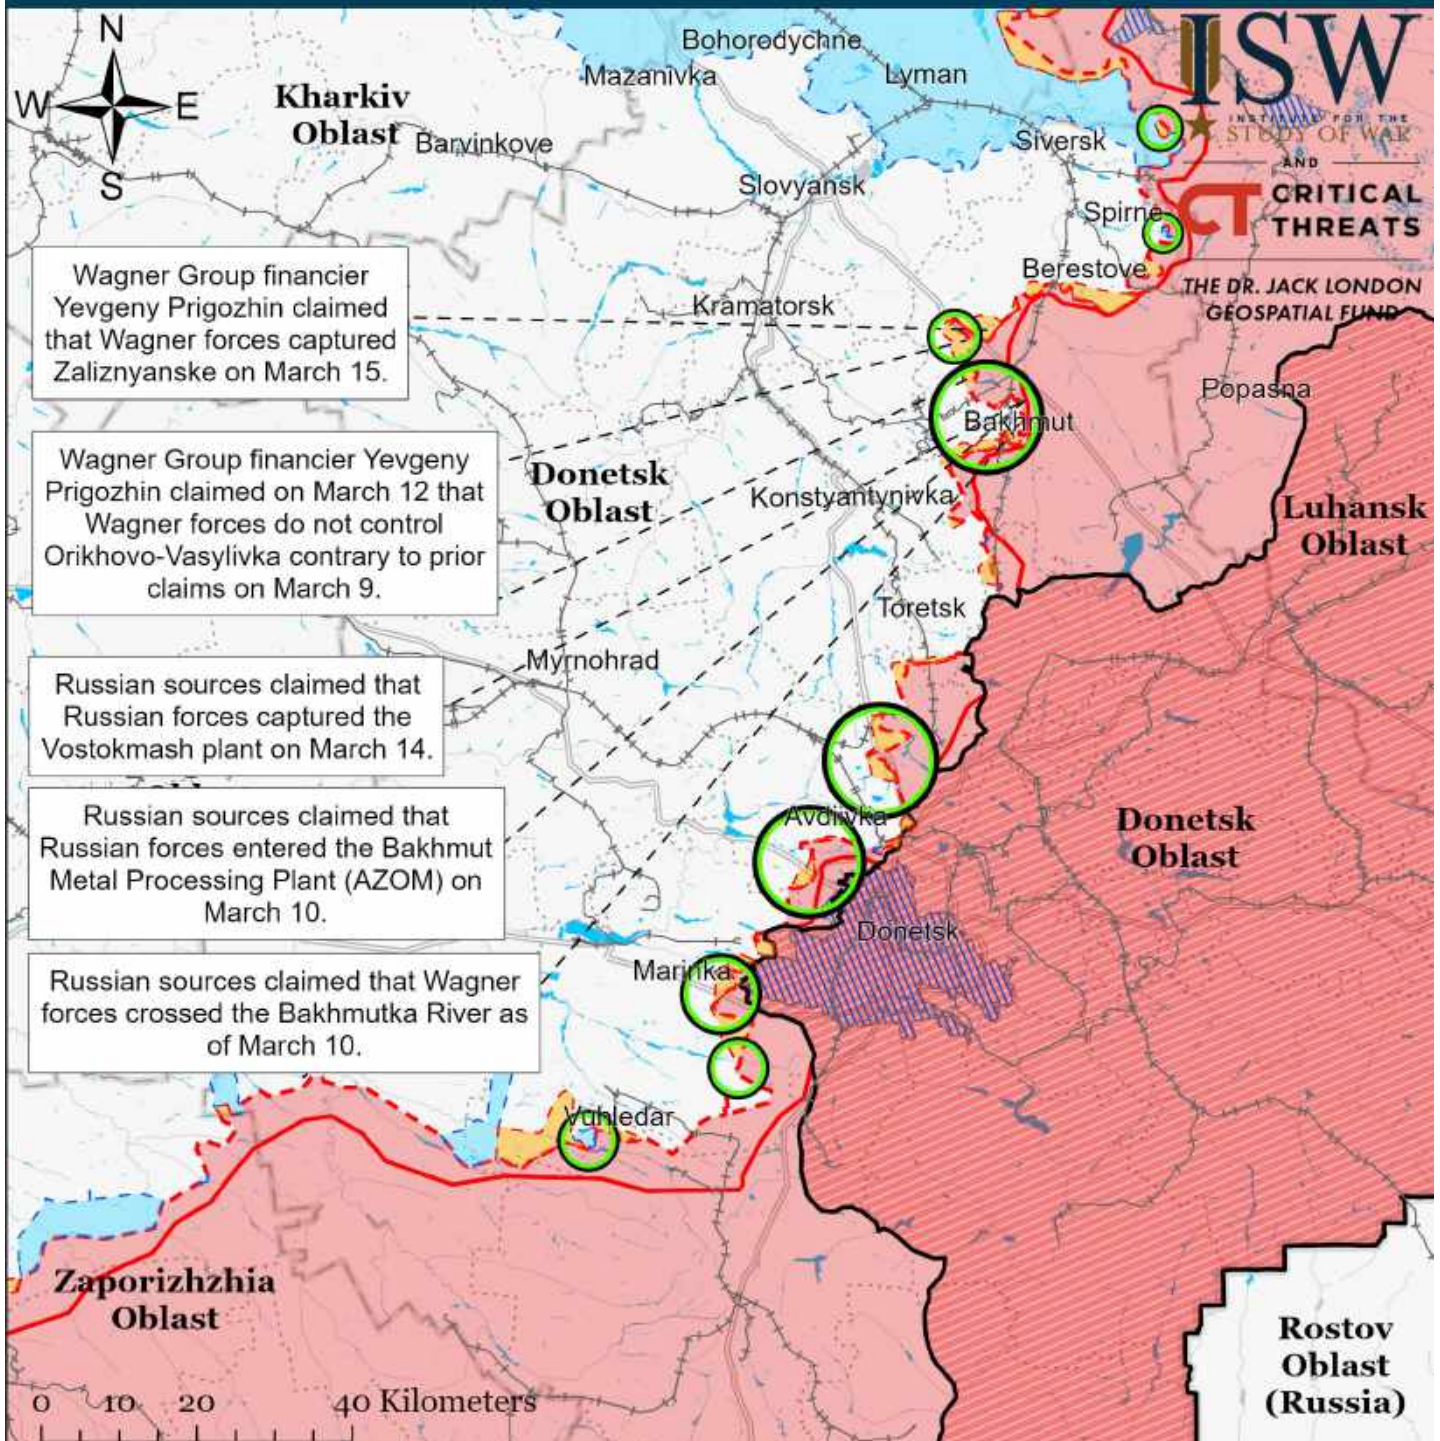 N
W E
S
Kharkiv
Oblast
Bohorodychne
Mazanivka
Lyman
Barvinkove
Siversk
Slovyansk
Spirne
Berestove
Kramatorsk
Popasna
Bakhmut
Konstyantynivka
Donetsk
Oblast
Luhansk
Oblast
Toretsk
Myrnohrad
Avdiivka
Donetsk
Oblast
Donetsk
Marinka
Vuhledar
Zaporizhzhia
Oblast
Rostov
Oblast
(Russia)
ISW
INSTITUTE FOR THE
STUDY OF WAR
AND
CT CRITICAL
THREATS
THE DR. JACK LONDON
GEOSPATIAL FUND
Wagner Group financier
Yevgeny Prigozhin claimed
that Wagner forces captured
Zaliznyanske on March 15.
Wagner Group financier Yevgeny
Prigozhin claimed on March 12 that
Wagner forces do not control
Orikhovo-Vasylivka contrary to prior
claims on March 9.
Russian sources claimed that
Russian forces captured the
Vostokmash plant on March 14.
Russian sources claimed that
Russian forces entered the Bakhmut
Metal Processing Plant (AZOM) on
March 10.
Russian sources claimed that Wagner
forces crossed the Bakhmutka River as
of March 10.
0 10 20 40 Kilometers